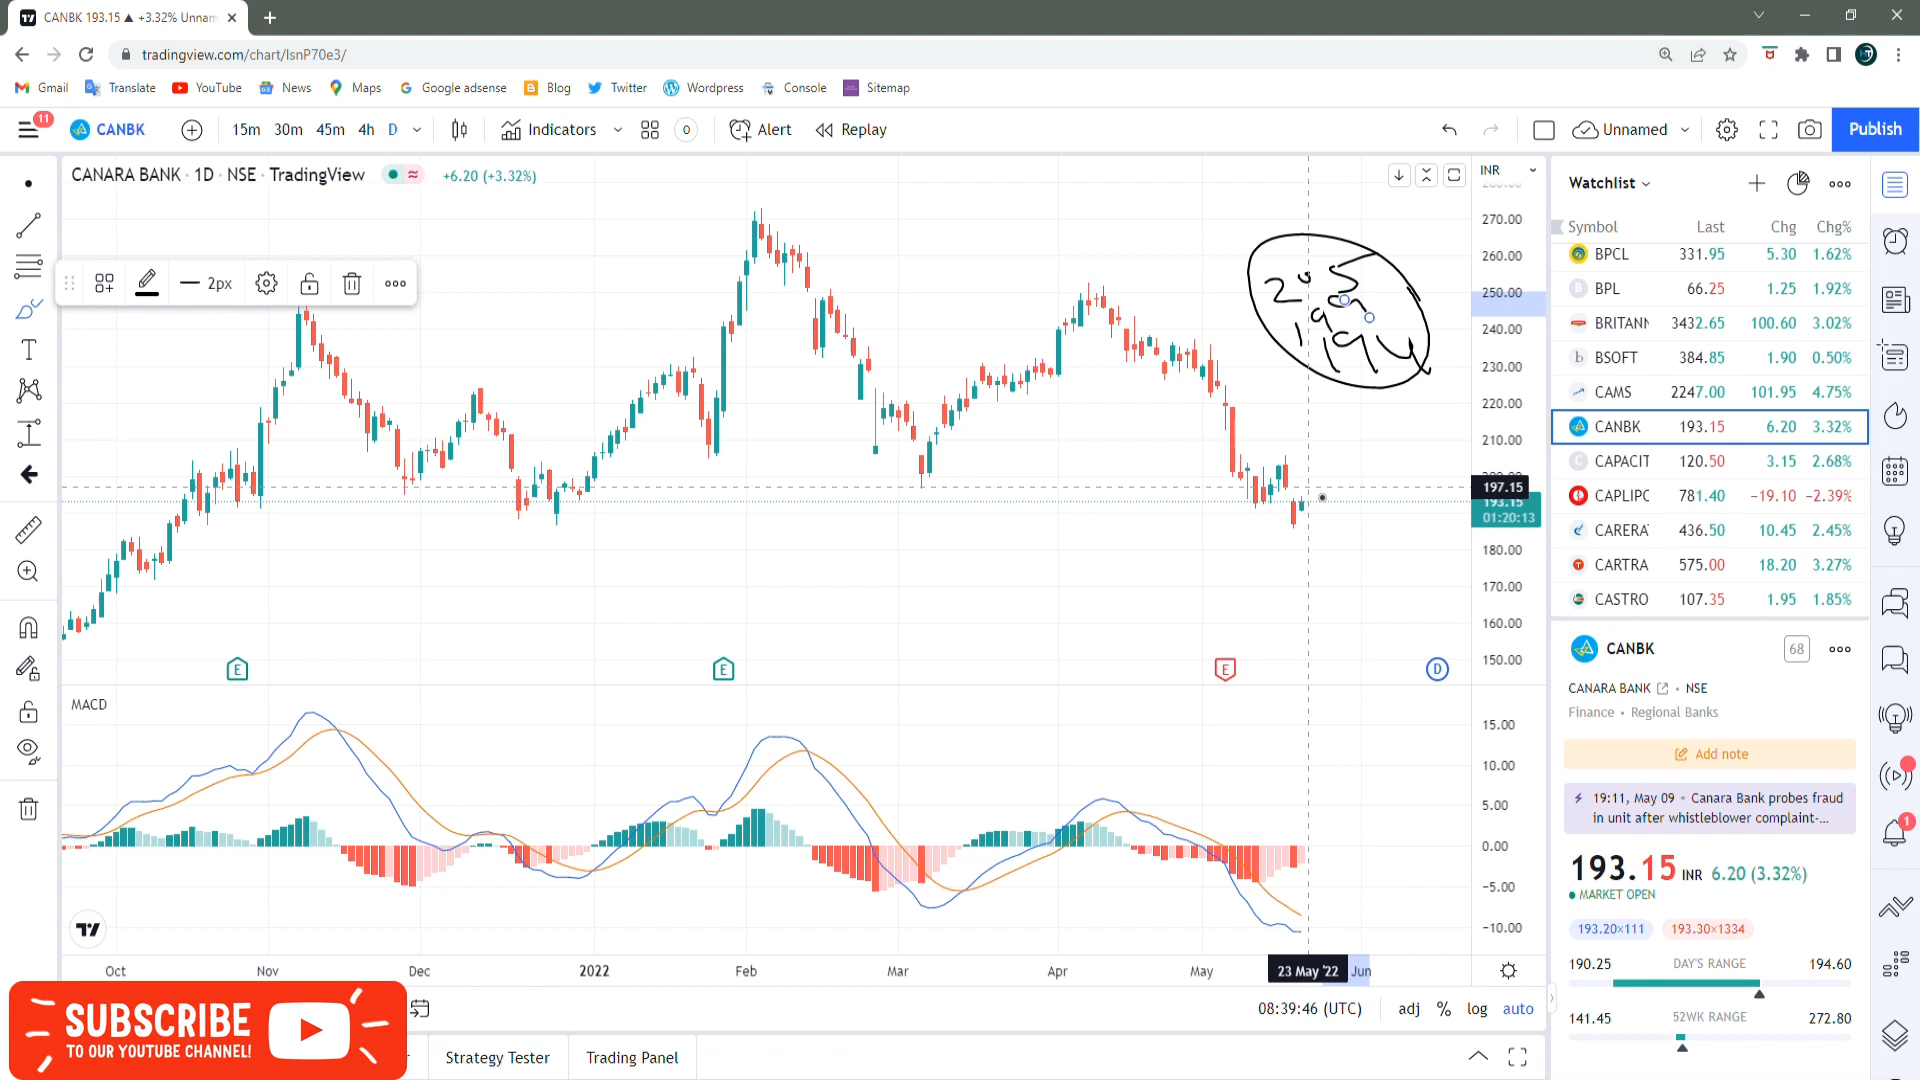 CANBK 193.15 ▲ +3.32% Unnam
tradingview.com/chart/lsnP70e3/
Gmail Translate YouTube News Maps Google adsense Blog Twitter Wordpress Console Sitemap
11 CANBK 15m 30m 45m 4h D Indicators 0 Alert Replay Unnamed Publish
CANARA BANK · 1D · NSE · TradingView +6.20 (+3.32%)
INR
2px
270.00
260.00
250.00
240.00
230.00
220.00
210.00
197.15
193.15
01:20:13
180.00
170.00
160.00
150.00
205
199
194
E E E D
MACD
15.00
10.00
5.00
0.00
−5.00
−10.00
Oct Nov Dec 2022 Feb Mar Apr May 23 May '22 Jun
08:39:46 (UTC) adj % log auto
Strategy Tester Trading Panel
SUBSCRIBE
TO OUR YOUTUBE CHANNEL!
Watchlist
Symbol Last Chg Chg%
BPCL 331.95 5.30 1.62%
BPL 66.25 1.25 1.92%
BRITANN 3432.65 100.60 3.02%
BSOFT 384.85 1.90 0.50%
CAMS 2247.00 101.95 4.75%
CANBK 193.15 6.20 3.32%
CAPACIT 120.50 3.15 2.68%
CAPLIPC 781.40 −19.10 −2.39%
CARERA 436.50 10.45 2.45%
CARTRA 575.00 18.20 3.27%
CASTRO 107.35 1.95 1.85%
CANBK 68
CANARA BANK • NSE
Finance • Regional Banks
Add note
19:11, May 09 • Canara Bank probes fraud
in unit after whistleblower complaint-...
193.15 INR 6.20 (3.32%)
MARKET OPEN
193.20×111 193.30×1334
190.25 DAY'S RANGE 194.60
141.45 52WK RANGE 272.80
1